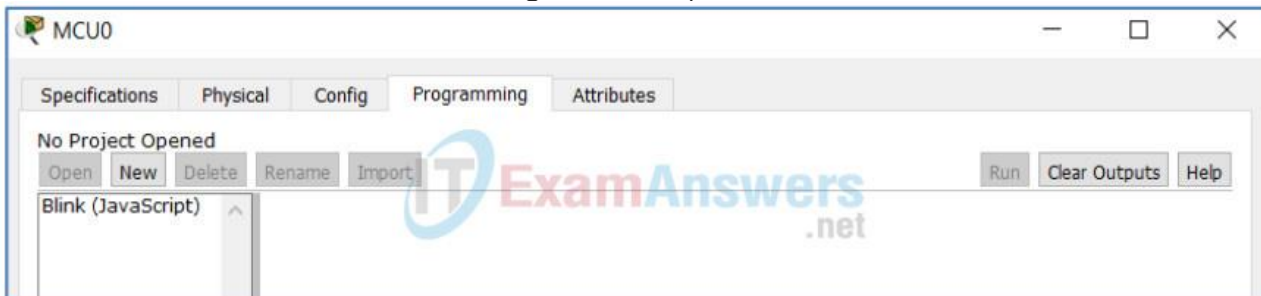 MCU0
Specifications Physical Config Programming Attributes
No Project Opened
Open New Delete Rename Import Run Clear Outputs Help
Blink (JavaScript)
ITExamAnswers
.net